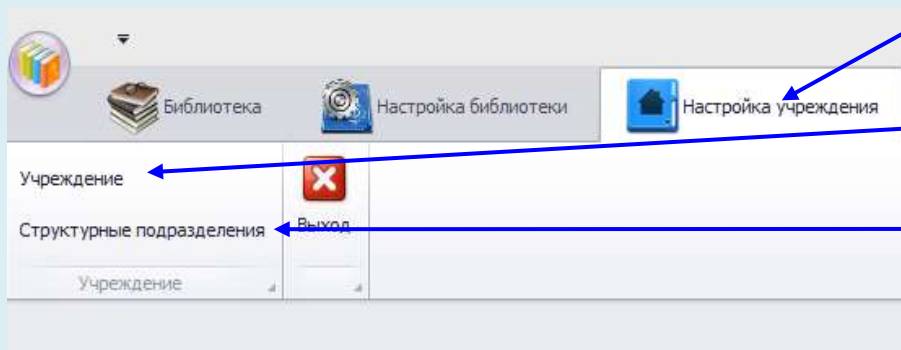 Библиотека
Настройка библиотеки
Настройка учреждения
Учреждение
Выход
Структурные подразделения
Учреждение